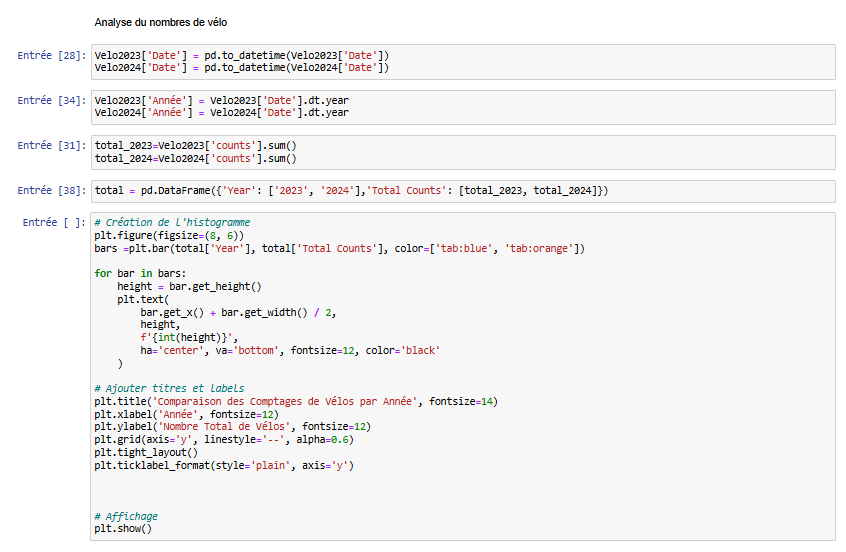 Analyse du nombres de vélo
Entrée [28]: Velo2023['Date'] = pd.to_datetime(Velo2023['Date'])
Velo2024['Date'] = pd.to_datetime(Velo2024['Date'])
Entrée [34]: Velo2023['Année'] = Velo2023['Date'].dt.year
Velo2024['Année'] = Velo2024['Date'].dt.year
Entrée [31]: total_2023=Velo2023['counts'].sum()
total_2024=Velo2024['counts'].sum()
Entrée [38]: total = pd.DataFrame({'Year': ['2023', '2024'],'Total Counts': [total_2023, total_2024]})
Entrée [ ]: # Création de l'histogramme
plt.figure(figsize=(8, 6))
bars =plt.bar(total['Year'], total['Total Counts'], color=['tab:blue', 'tab:orange'])
for bar in bars:
    height = bar.get_height()
    plt.text(
        bar.get_x() + bar.get_width() / 2,
        height,
        f'{int(height)}',
        ha='center', va='bottom', fontsize=12, color='black'
    )
# Ajouter titres et labels
plt.title('Comparaison des Comptages de Vélos par Année', fontsize=14)
plt.xlabel('Année', fontsize=12)
plt.ylabel('Nombre Total de Vélos', fontsize=12)
plt.grid(axis='y', linestyle='--', alpha=0.6)
plt.tight_layout()
plt.ticklabel_format(style='plain', axis='y')
# Affichage
plt.show()